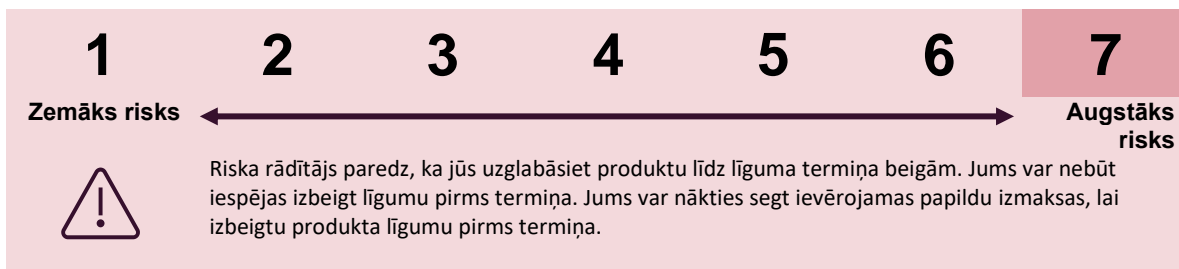 1 2 3 4 5 6 7
Zemāks risks Augstāks
risks
Riska rādītājs paredz, ka jūs uzglabāsiet produktu līdz līguma termiņa beigām. Jums var nebūt
iespējas izbeigt līgumu pirms termiņa. Jums var nākties segt ievērojamas papildu izmaksas, lai
izbeigtu produkta līgumu pirms termiņa.